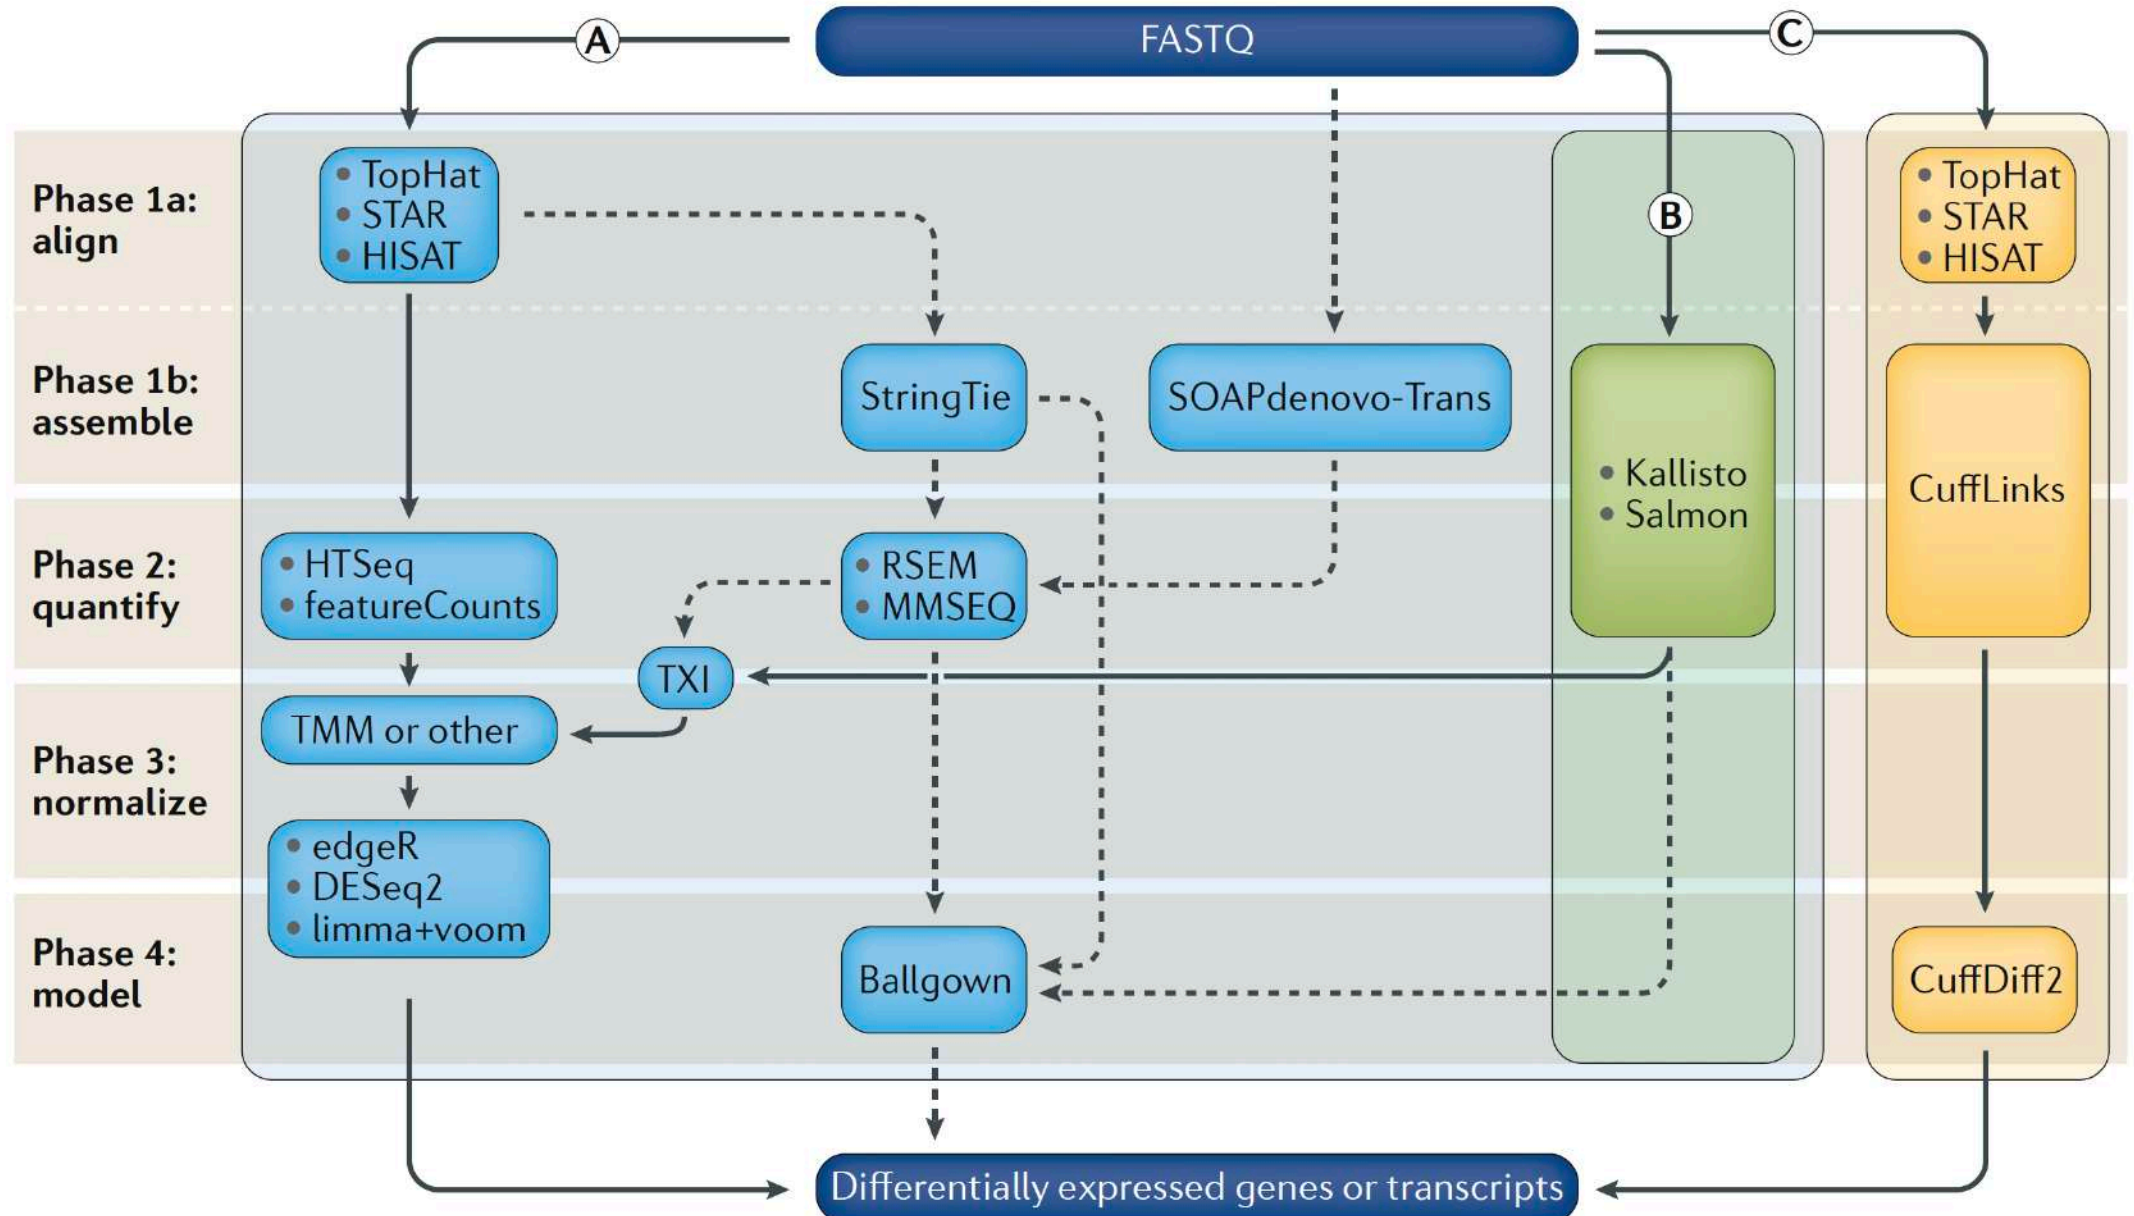 FASTQ
A
C
Phase 1a:
align
• TopHat
• STAR
• HISAT
B
• TopHat
• STAR
• HISAT
Phase 1b:
assemble
StringTie
SOAPdenovo-Trans
• Kallisto
• Salmon
CuffLinks
Phase 2:
quantify
• HTSeq
• featureCounts
• RSEM
• MMSEQ
TXI
Phase 3:
normalize
TMM or other
• edgeR
• DESeq2
• limma+voom
Phase 4:
model
Ballgown
CuffDiff2
Differentially expressed genes or transcripts